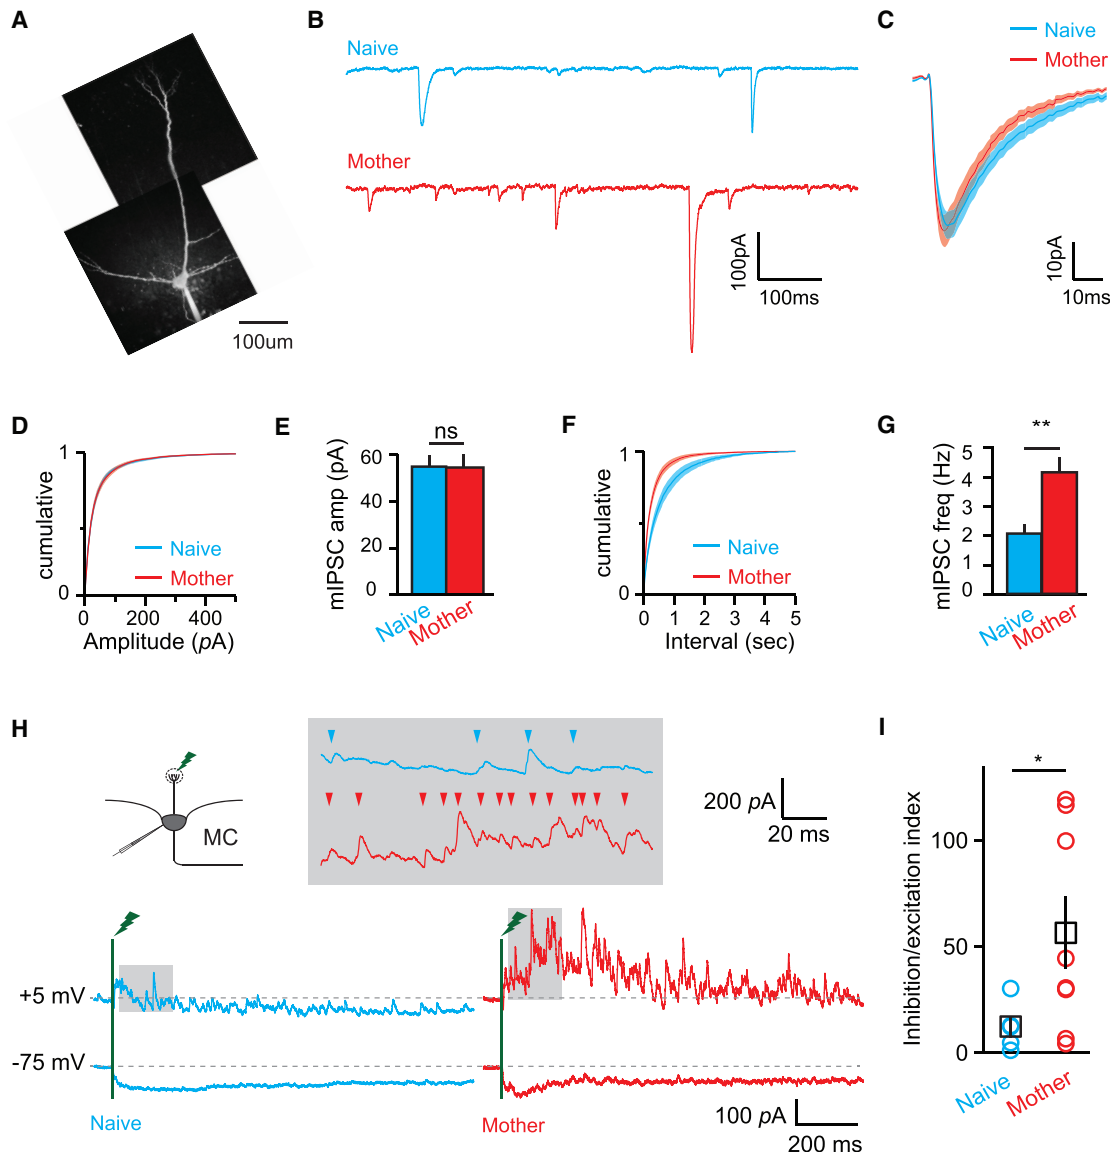 A
100um
B
Naive
Mother
100pA
100ms
C
Naive
Mother
10pA
10ms
D
1
cumulative
0
0 200 400
Amplitude (pA)
Naive
Mother
E
ns
mIPSC amp (pA)
60
40
20
0
Naive
Mother
F
1
cumulative
0
0 1 2 3 4 5
Interval (sec)
Naive
Mother
G
**
mIPSC freq (Hz)
5
4
3
2
1
0
Naive
Mother
H
MC
200 pA
20 ms
+5 mV
-75 mV
Naive
Mother
100 pA
200 ms
I
*
Inhibition/excitation index
100
50
0
Naive
Mother